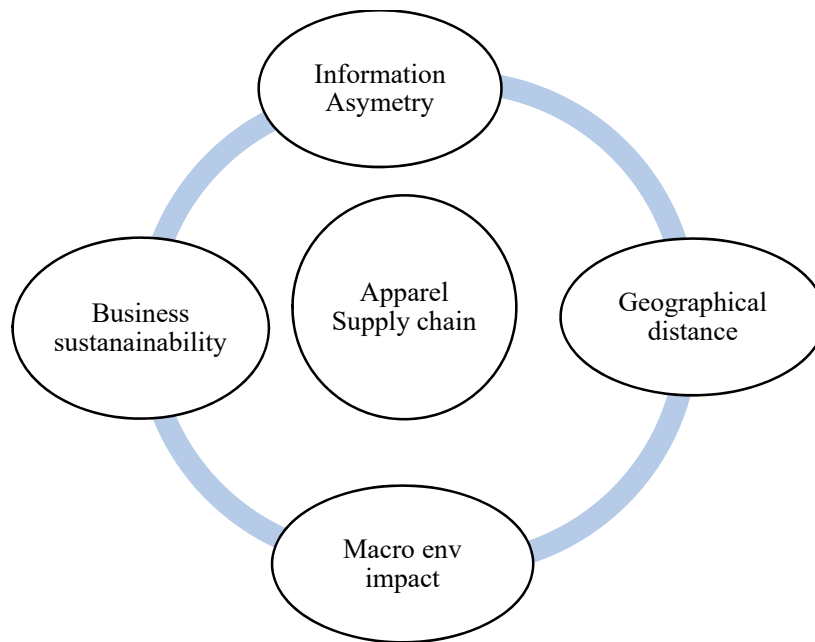 Information
Asymetry
Business
sustanainability
Apparel
Supply chain
Geographical
distance
Macro env
impact